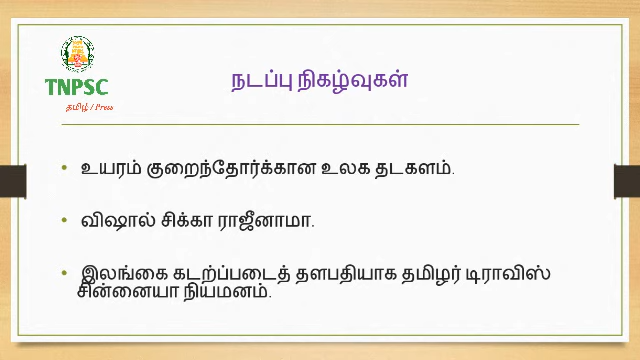 TNPSC
தமிழ் / Press
நடப்பு நிகழ்வுகள்
• உயரம் குறைந்தோர்க்கான உலக தடகளம்.
• விஷால் சிக்கா ராஜீனாமா.
• இலங்கை கடற்ப்படைத் தளபதியாக தமிழர் டிராவிஸ்
சின்னையா நியமனம்.